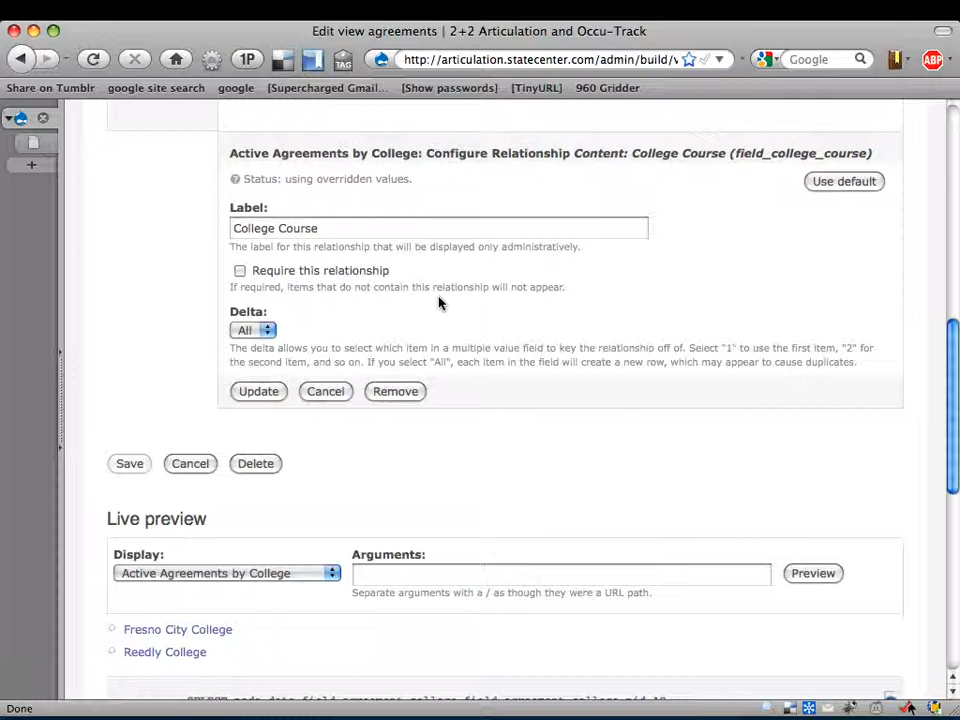 Edit view agreements | 2+2 Articulation and Occu-Track
1P
TAG
http://articulation.statecenter.com/admin/build/v
Google
ABP
Share on Tumblr google site search google [Supercharged Gmai... [Show passwords] [TinyURL] 960 Gridder
Active Agreements by College: Configure Relationship Content: College Course (field_college_course)
Status: using overridden values.
Use default
Label:
College Course
The label for this relationship that will be displayed only administratively.
Require this relationship
If required, items that do not contain this relationship will not appear.
Delta:
All
The delta allows you to select which item in a multiple value field to key the relationship off of. Select "1" to use the first item, "2" for
the second item, and so on. If you select "All", each item in the field will create a new row, which may appear to cause duplicates.
Update Cancel Remove
Save Cancel Delete
Live preview
Display:
Active Agreements by College
Arguments:
Preview
Separate arguments with a / as though they were a URL path.
Fresno City College
Reedly College
Done